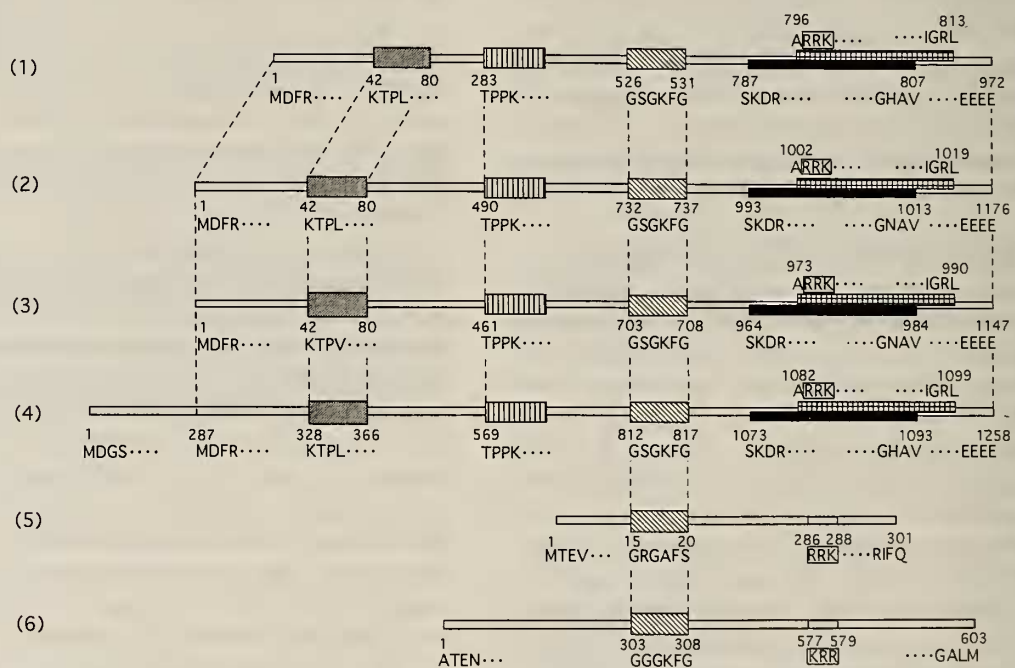 796 813
ARRK···· ····IGRL
(1)
1 42 80 283 526 531 787 807 972
MDFR···· KTPL···· TPPK···· GSGKFG SKDR···· ····GHAV ····EEEE
1002 1019
ARRK···· ····IGRL
(2)
1 42 80 490 732 737 993 1013 1176
MDFR···· KTPL···· TPPK···· GSGKFG SKDR···· ····GNAV ····EEEE
973 990
ARRK···· ····IGRL
(3)
1 42 80 461 703 708 964 984 1147
MDFR···· KTPV···· TPPK···· GSGKFG SKDR···· ····GNAV ····EEEE
1082 1099
ARRK···· ····IGRL
(4)
1 287 328 366 569 812 817 1073 1093 1258
MDGS···· MDFR···· KTPL···· TPPK···· GSGKFG SKDR···· ····GHAV ····EEEE
(5)
1 15 20 286 288 301
MTEV··· GRGAFS RRK ····RIFQ
(6)
1 303 308 577 579 603
ATEN··· GGGKFG KRR ····GALM